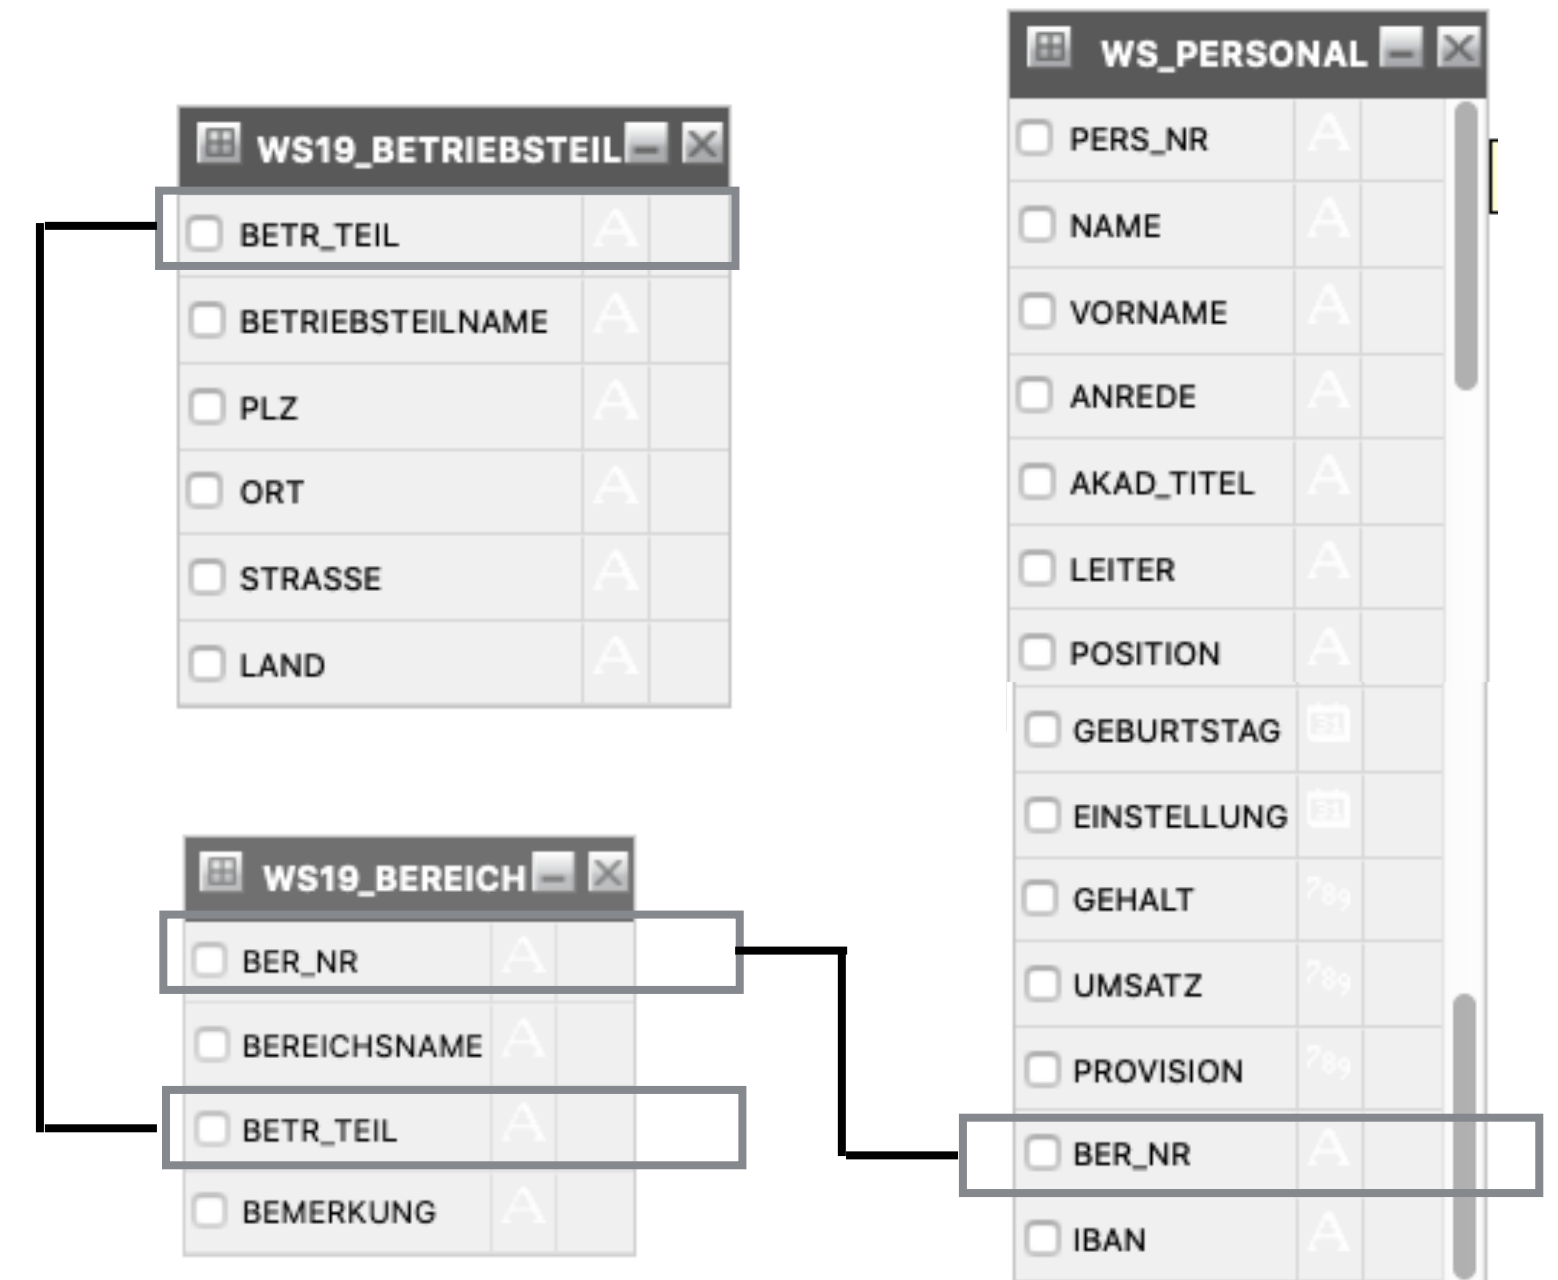 WS19_BETRIEBSTEIL
BETR_TEIL
BETRIEBSTEILNAME
PLZ
ORT
STRASSE
LAND
WS19_BEREICH
BER_NR
BEREICHSNAME
BETR_TEIL
BEMERKUNG
WS_PERSONAL
PERS_NR
NAME
VORNAME
ANREDE
AKAD_TITEL
LEITER
POSITION
GEBURTSTAG
EINSTELLUNG
GEHALT
UMSATZ
PROVISION
BER_NR
IBAN